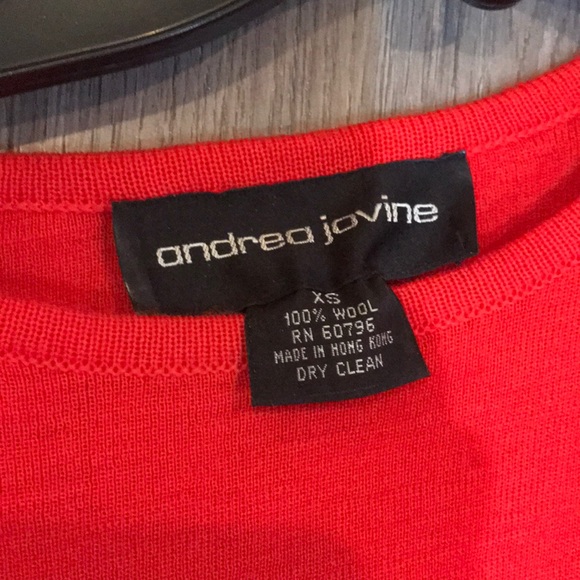 andrea jovine
XS
100% WOOL
RN 60796
MADE IN HONG KONG
DRY CLEAN